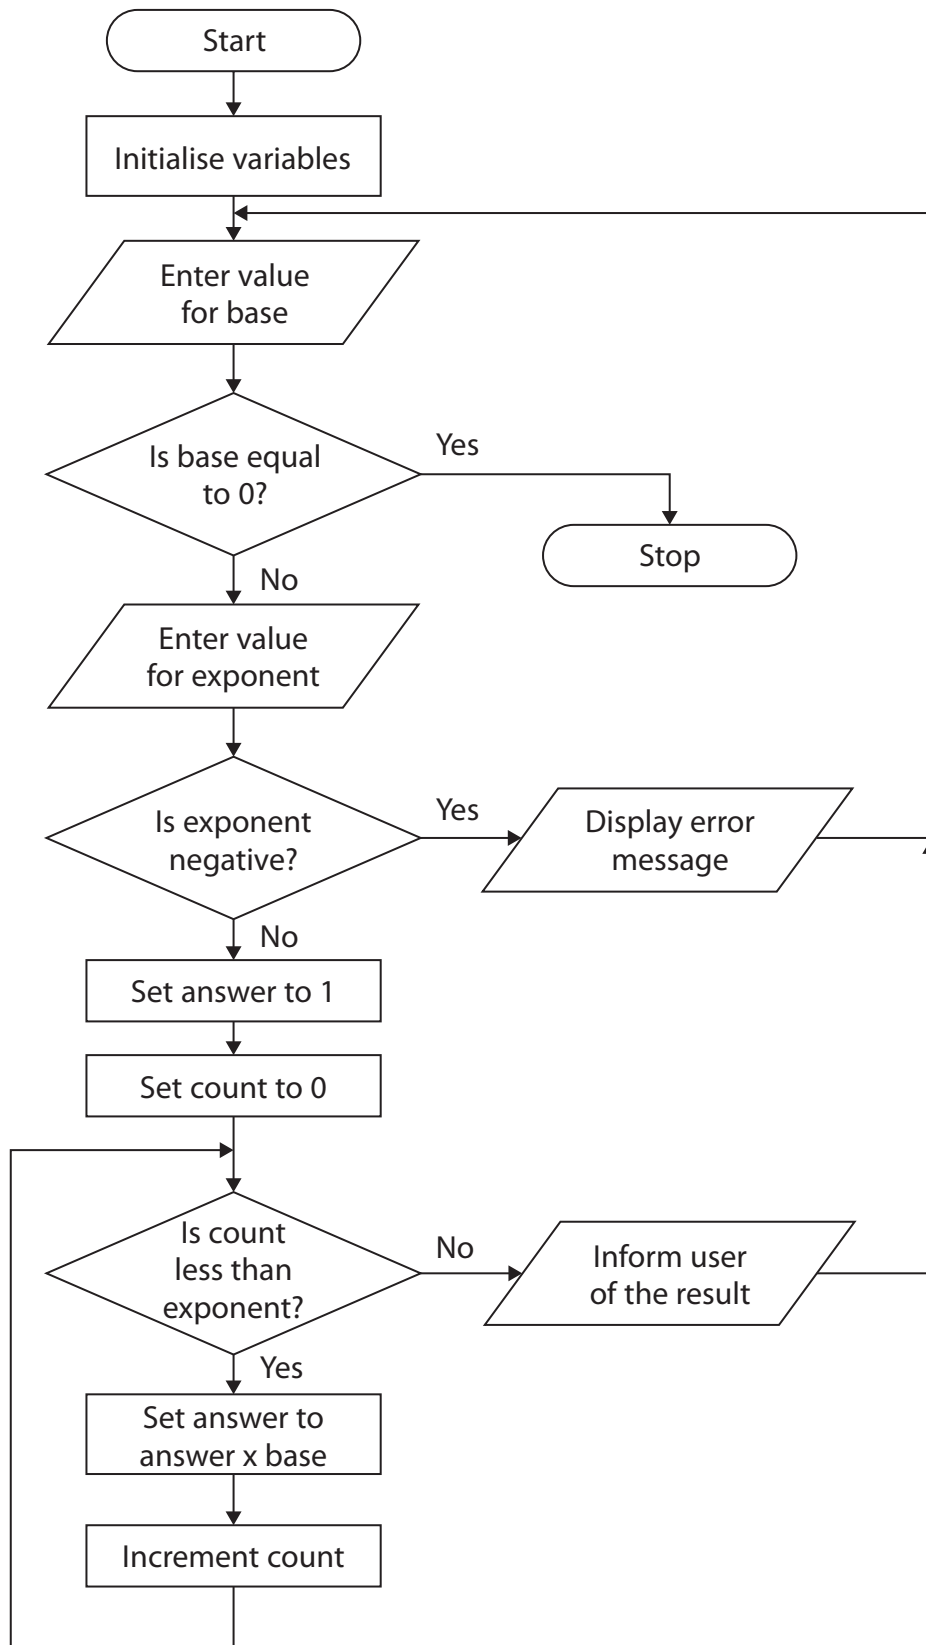 Start
Initialise variables
Enter value
for base
Is base equal
to 0?
Yes
Stop
No
Enter value
for exponent
Is exponent
negative?
Yes
Display error
message
No
Set answer to 1
Set count to 0
Is count
less than
exponent?
No
Inform user
of the result
Yes
Set answer to
answer x base
Increment count